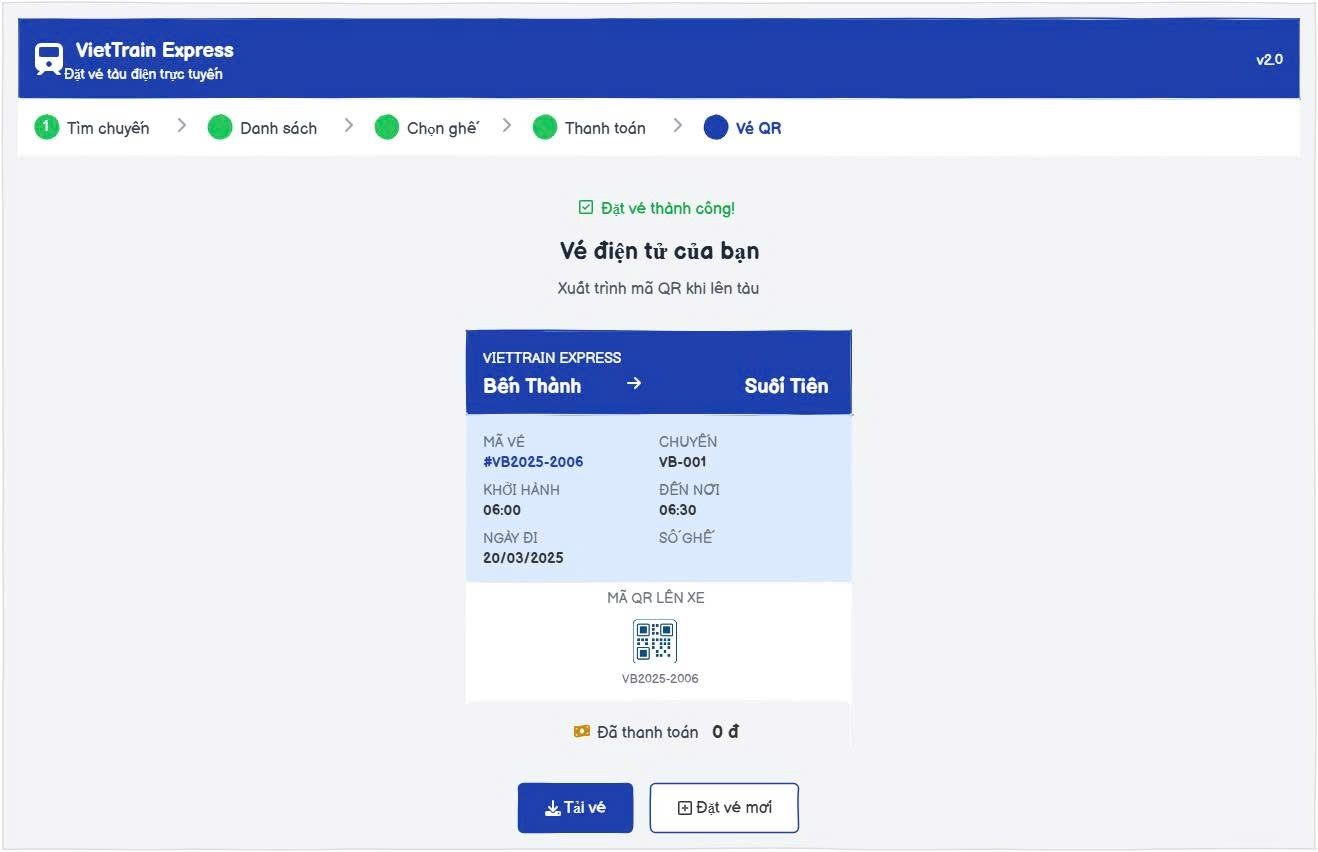 VietTrain Express
Đặt vé tàu điện trực tuyến
v2.0
1 Tìm chuyến > Danh sách > Chọn ghế > Thanh toán > Vé QR
Đặt vé thành công!
Vé điện tử của bạn
Xuất trình mã QR khi lên tàu
VIETTRAIN EXPRESS
Bến Thành → Suối Tiên
MÃ VÉ CHUYẾN
#VB2025-2006 VB-001
KHỞI HÀNH ĐẾN NƠI
06:00 06:30
NGÀY ĐI SỐ GHẾ
20/03/2025
MÃ QR LÊN XE
VB2025-2006
Đã thanh toán 0 đ
Tải vé Đặt vé mới